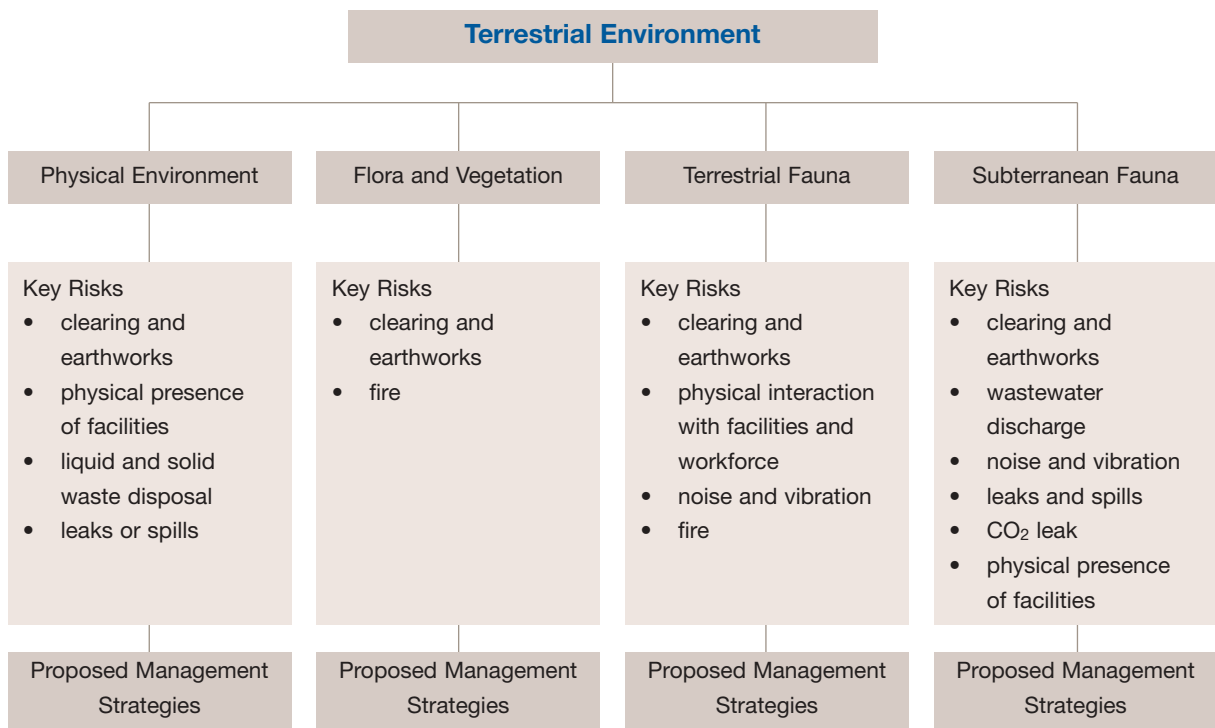 Terrestrial Environment
Physical Environment
Flora and Vegetation
Terrestrial Fauna
Subterranean Fauna
Key Risks
• clearing and
earthworks
• physical presence
of facilities
• liquid and solid
waste disposal
• leaks or spills
Key Risks
• clearing and
earthworks
• fire
Key Risks
• clearing and
earthworks
• physical interaction
with facilities and
workforce
• noise and vibration
• fire
Key Risks
• clearing and
earthworks
• wastewater
discharge
• noise and vibration
• leaks and spills
• CO₂ leak
• physical presence
of facilities
Proposed Management
Strategies
Proposed Management
Strategies
Proposed Management
Strategies
Proposed Management
Strategies